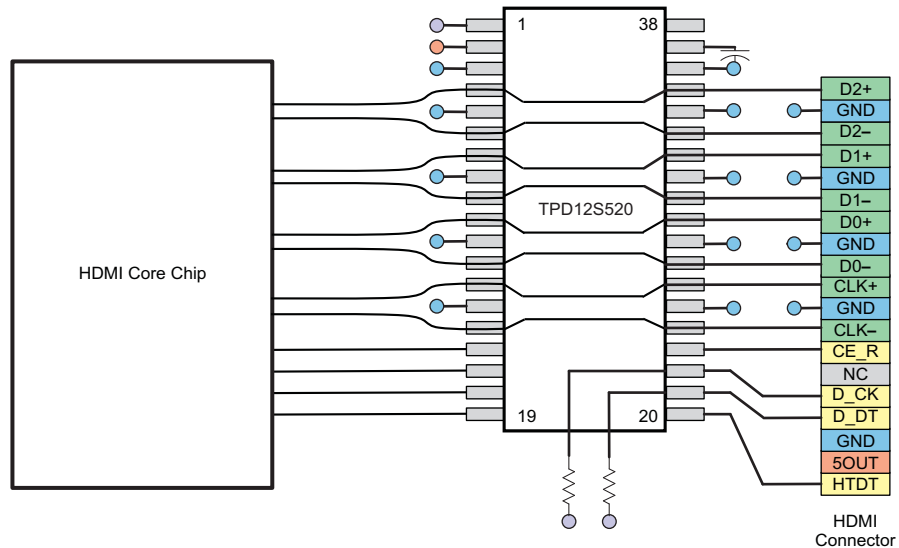 1
38
D2+
GND
D2–
D1+
GND
D1–
TPD12S520
D0+
GND
HDMI Core Chip
D0–
CLK+
GND
CLK–
CE_R
NC
D_CK
19
20
D_DT
GND
5OUT
HTDT
HDMI
Connector